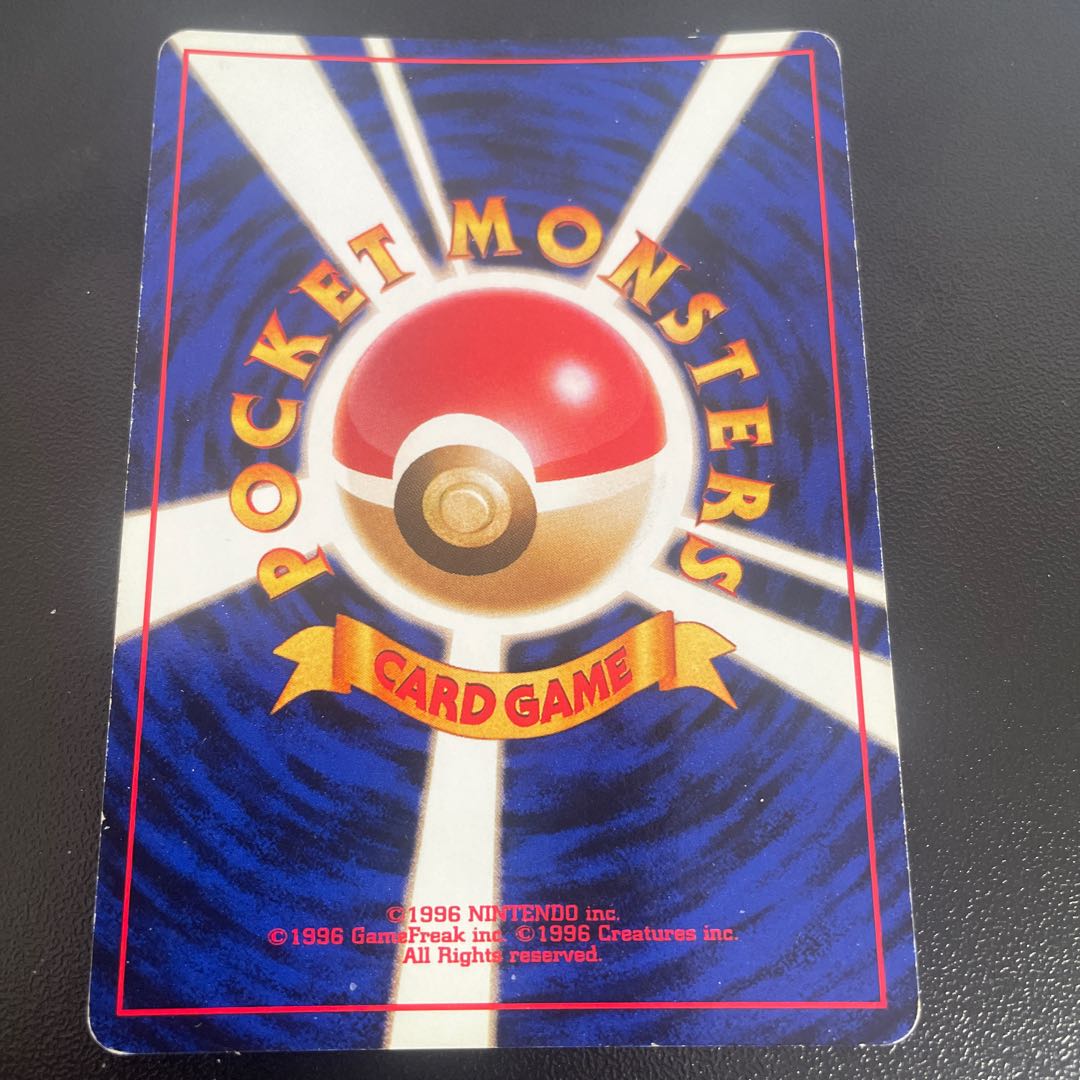 POCKET MONSTERS
CARD GAME
©1996 NINTENDO inc.
©1996 GameFreak inc. ©1996 Creatures inc.
All Rights reserved.